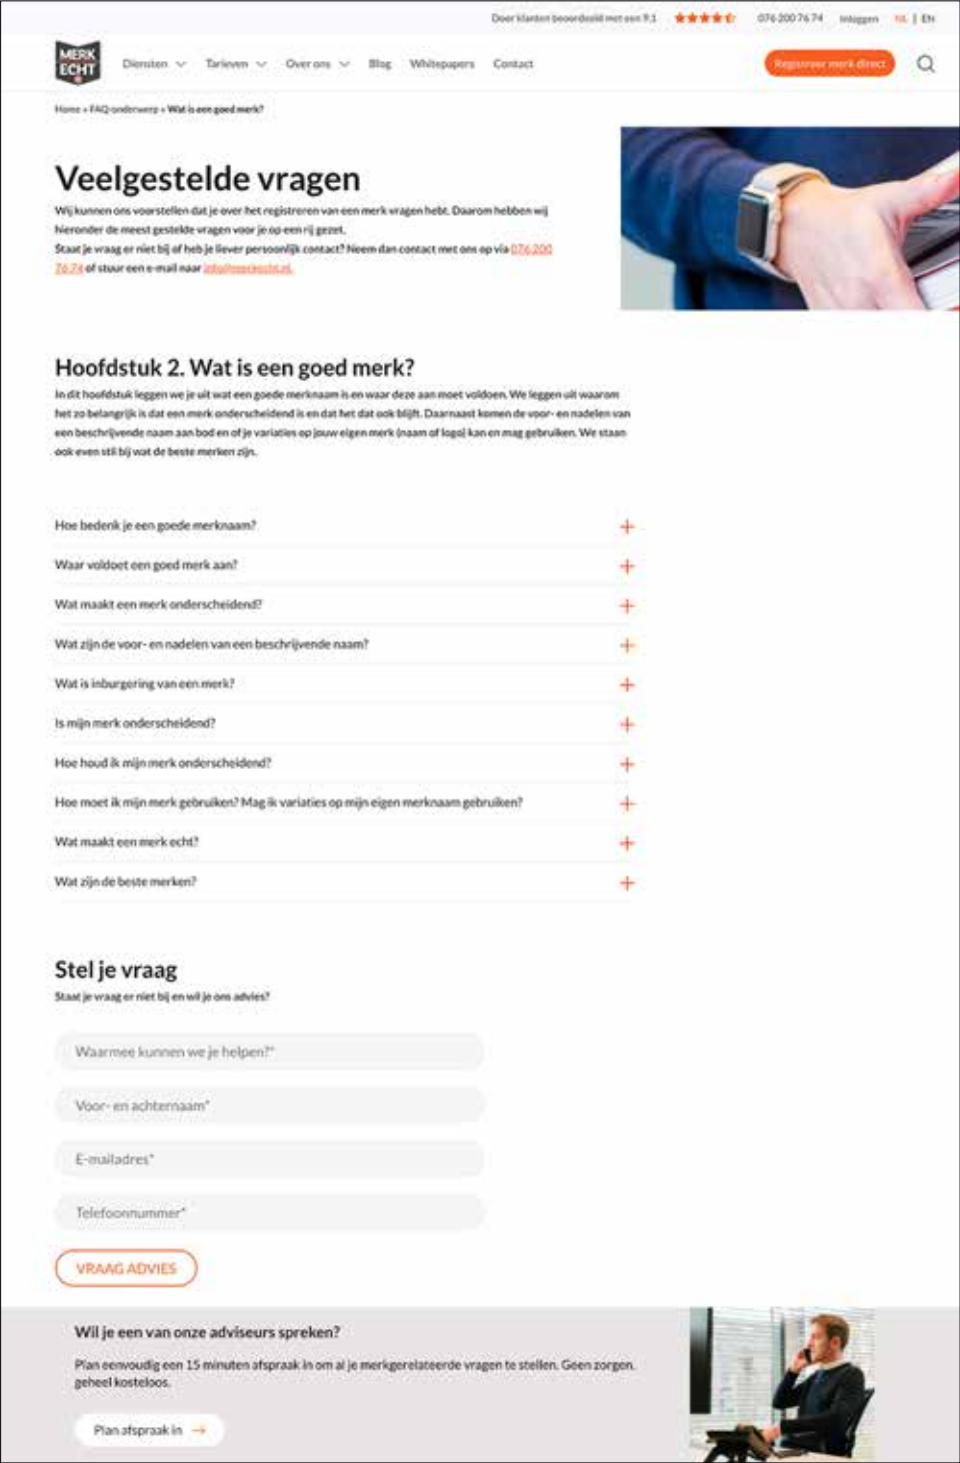 Door klanten beoordeeld met een 9.1
076 200 76 74
Inloggen
NL | EN
MERK
ECHT
Diensten
Tarieven
Over ons
Blog
Whitepapers
Contact
Registreer merk direct
Home » FAQ-onderwerp » Wat is een goed merk?
Veelgestelde vragen
Wij kunnen ons voorstellen dat je over het registreren van een merk vragen hebt. Daarom hebben wij
hieronder de meest gestelde vragen voor je op een rij gezet.
Staat je vraag er niet bij of heb je liever persoonlijk contact? Neem dan contact met ons op via 076 200
76 74 of stuur een e-mail naar info@merkecht.nl.
Hoofdstuk 2. Wat is een goed merk?
In dit hoofdstuk leggen we je uit wat een goede merknaam is en waar deze aan moet voldoen. We leggen uit waarom
het zo belangrijk is dat een merk onderscheidend is en dat het dat ook blijft. Daarnaast komen de voor- en nadelen van
een beschrijvende naam aan bod en of je variaties op jouw eigen merk (naam of logo) kan en mag gebruiken. We staan
ook even stil bij wat de beste merken zijn.
Hoe bedenk je een goede merknaam?
Waar voldoet een goed merk aan?
Wat maakt een merk onderscheidend?
Wat zijn de voor- en nadelen van een beschrijvende naam?
Wat is inburgering van een merk?
Is mijn merk onderscheidend?
Hoe houd ik mijn merk onderscheidend?
Hoe moet ik mijn merk gebruiken? Mag ik variaties op mijn eigen merknaam gebruiken?
Wat maakt een merk echt?
Wat zijn de beste merken?
Stel je vraag
Staat je vraag er niet bij en wil je ons advies?
Waarmee kunnen we je helpen?*
Voor- en achternaam*
E-mailadres*
Telefoonnummer*
VRAAG ADVIES
Wil je een van onze adviseurs spreken?
Plan eenvoudig een 15 minuten afspraak in om al je merkgerelateerde vragen te stellen. Geen zorgen,
geheel kosteloos.
Plan afspraak in →